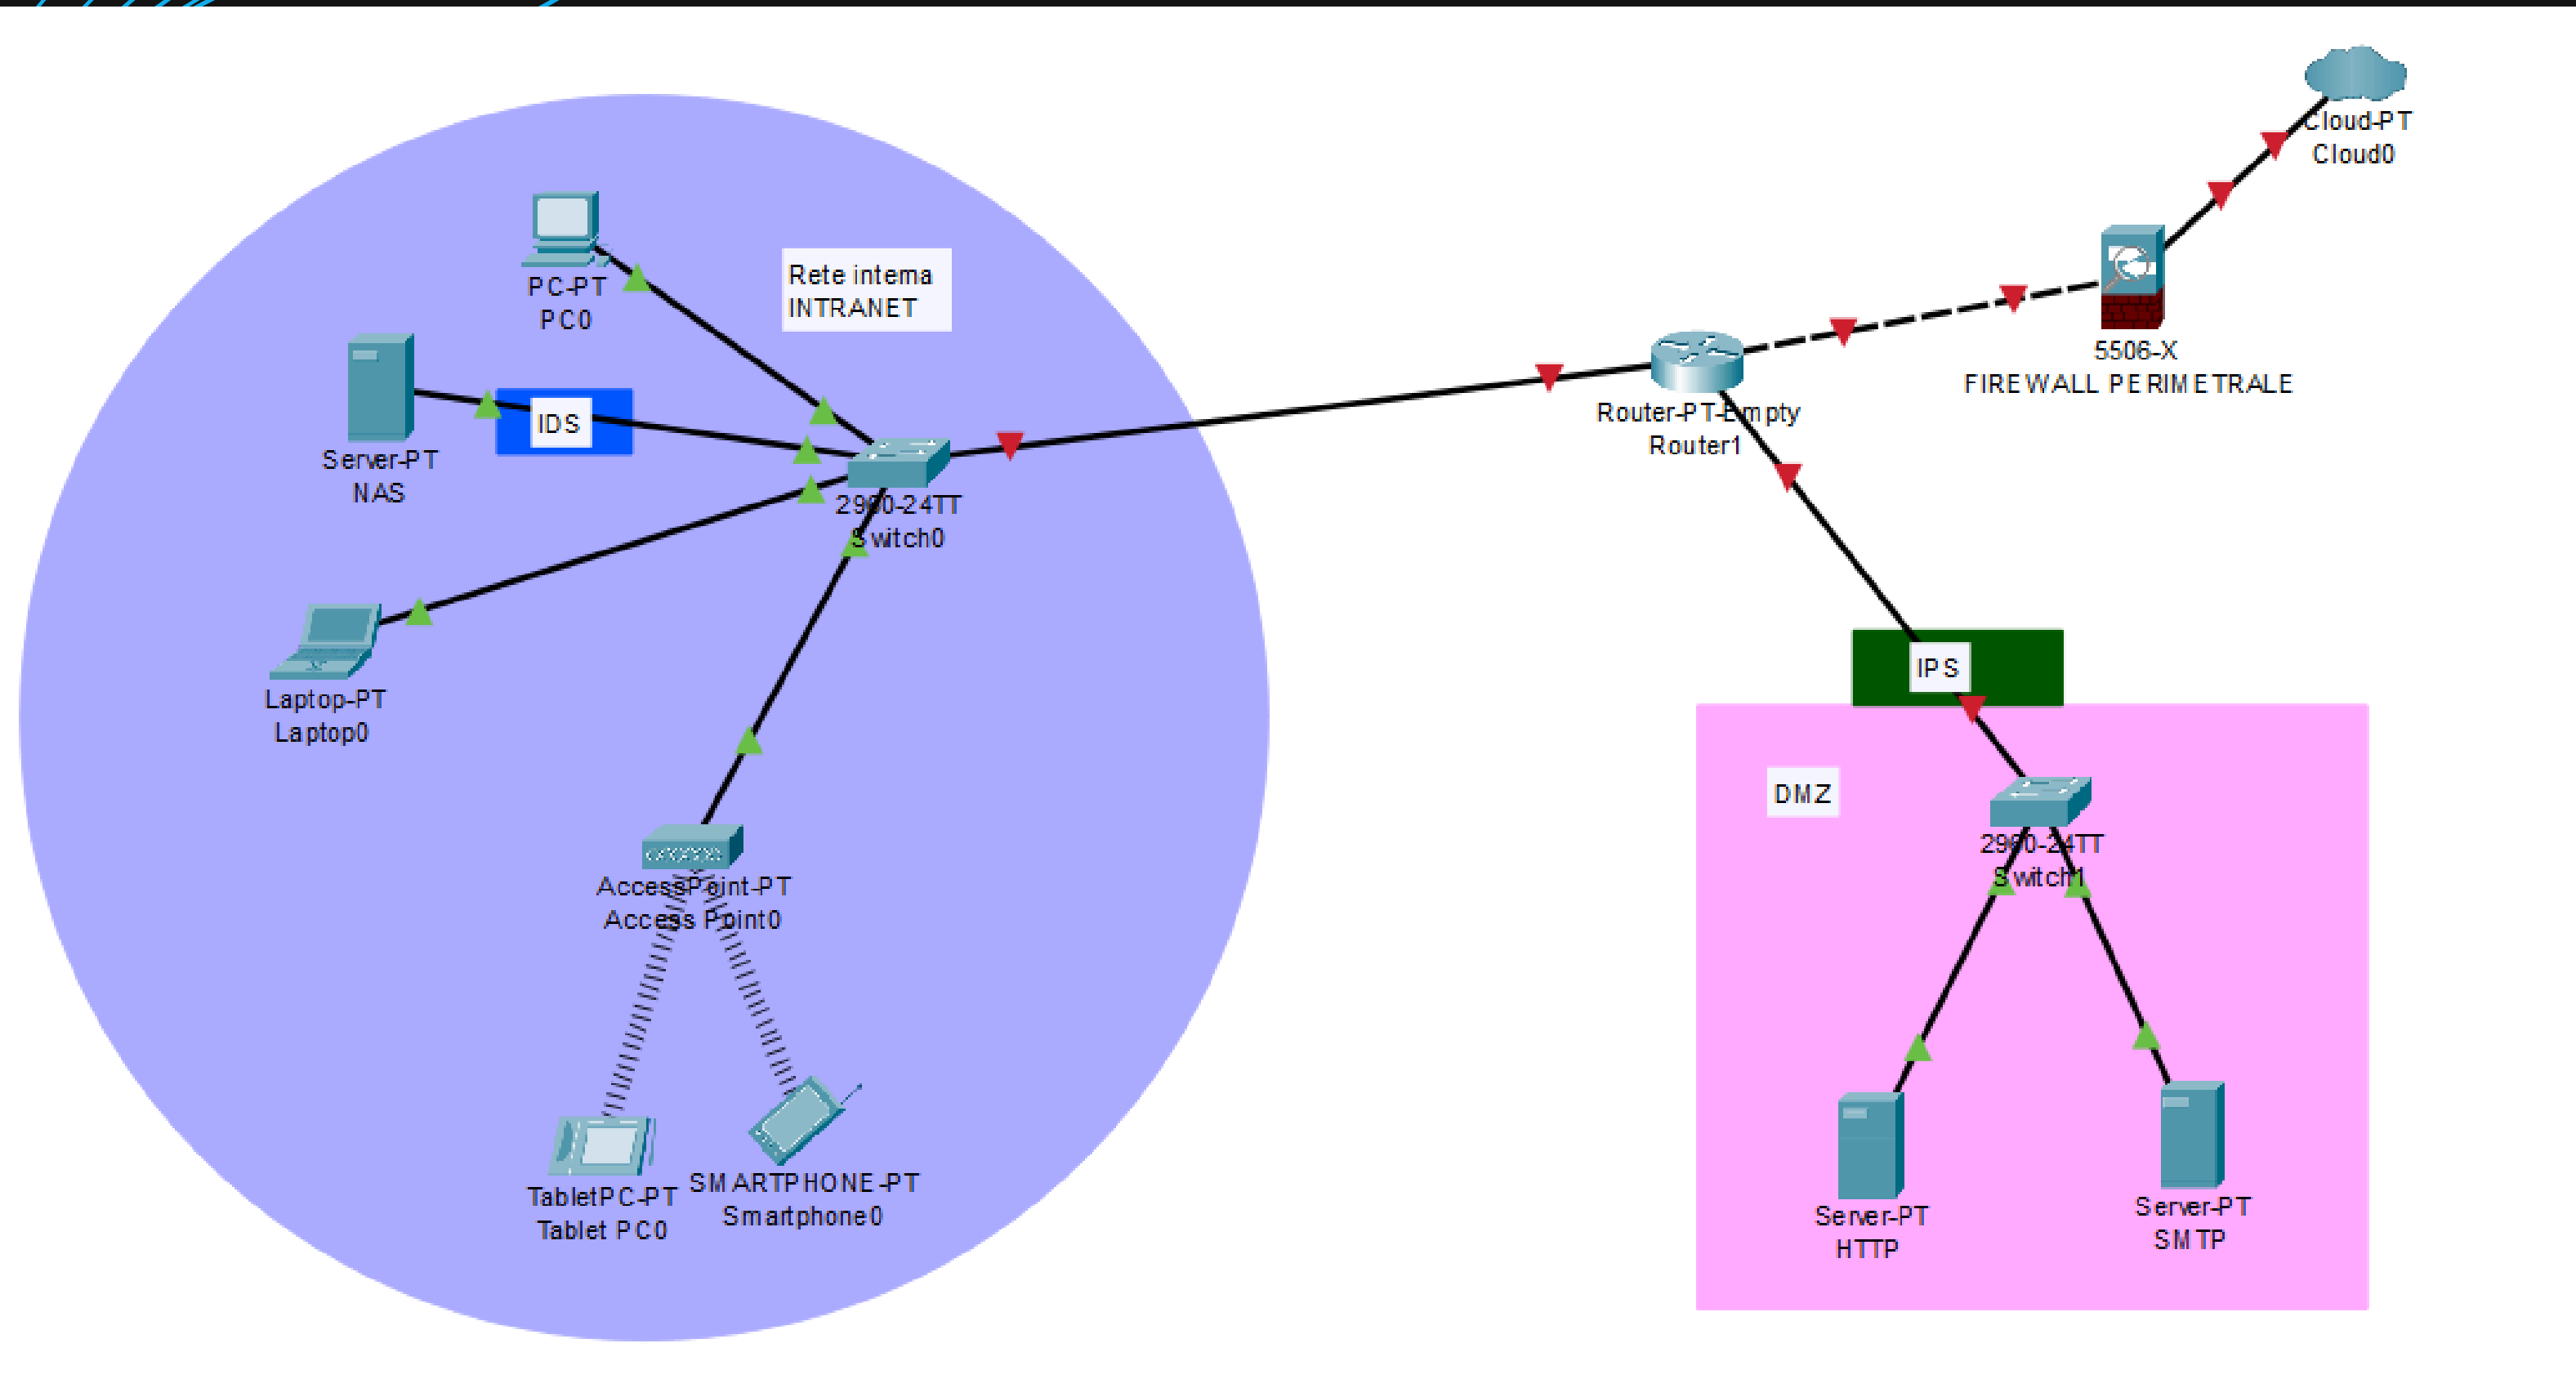 Cloud-PT
Cloud0
PC-PT
PC0
Rete interna
INTRANET
5506-X
FIREWALL PERIMETRALE
IDS
Router-PT-Empty
Router1
Server-PT
NAS
2960-24TT
Switch0
IPS
Laptop-PT
Laptop0
DMZ
2960-24TT
Switch1
AccessPoint-PT
Access Point0
TabletPC-PT
Tablet PC0
SMARTPHONE-PT
Smartphone0
Server-PT
HTTP
Server-PT
SMTP